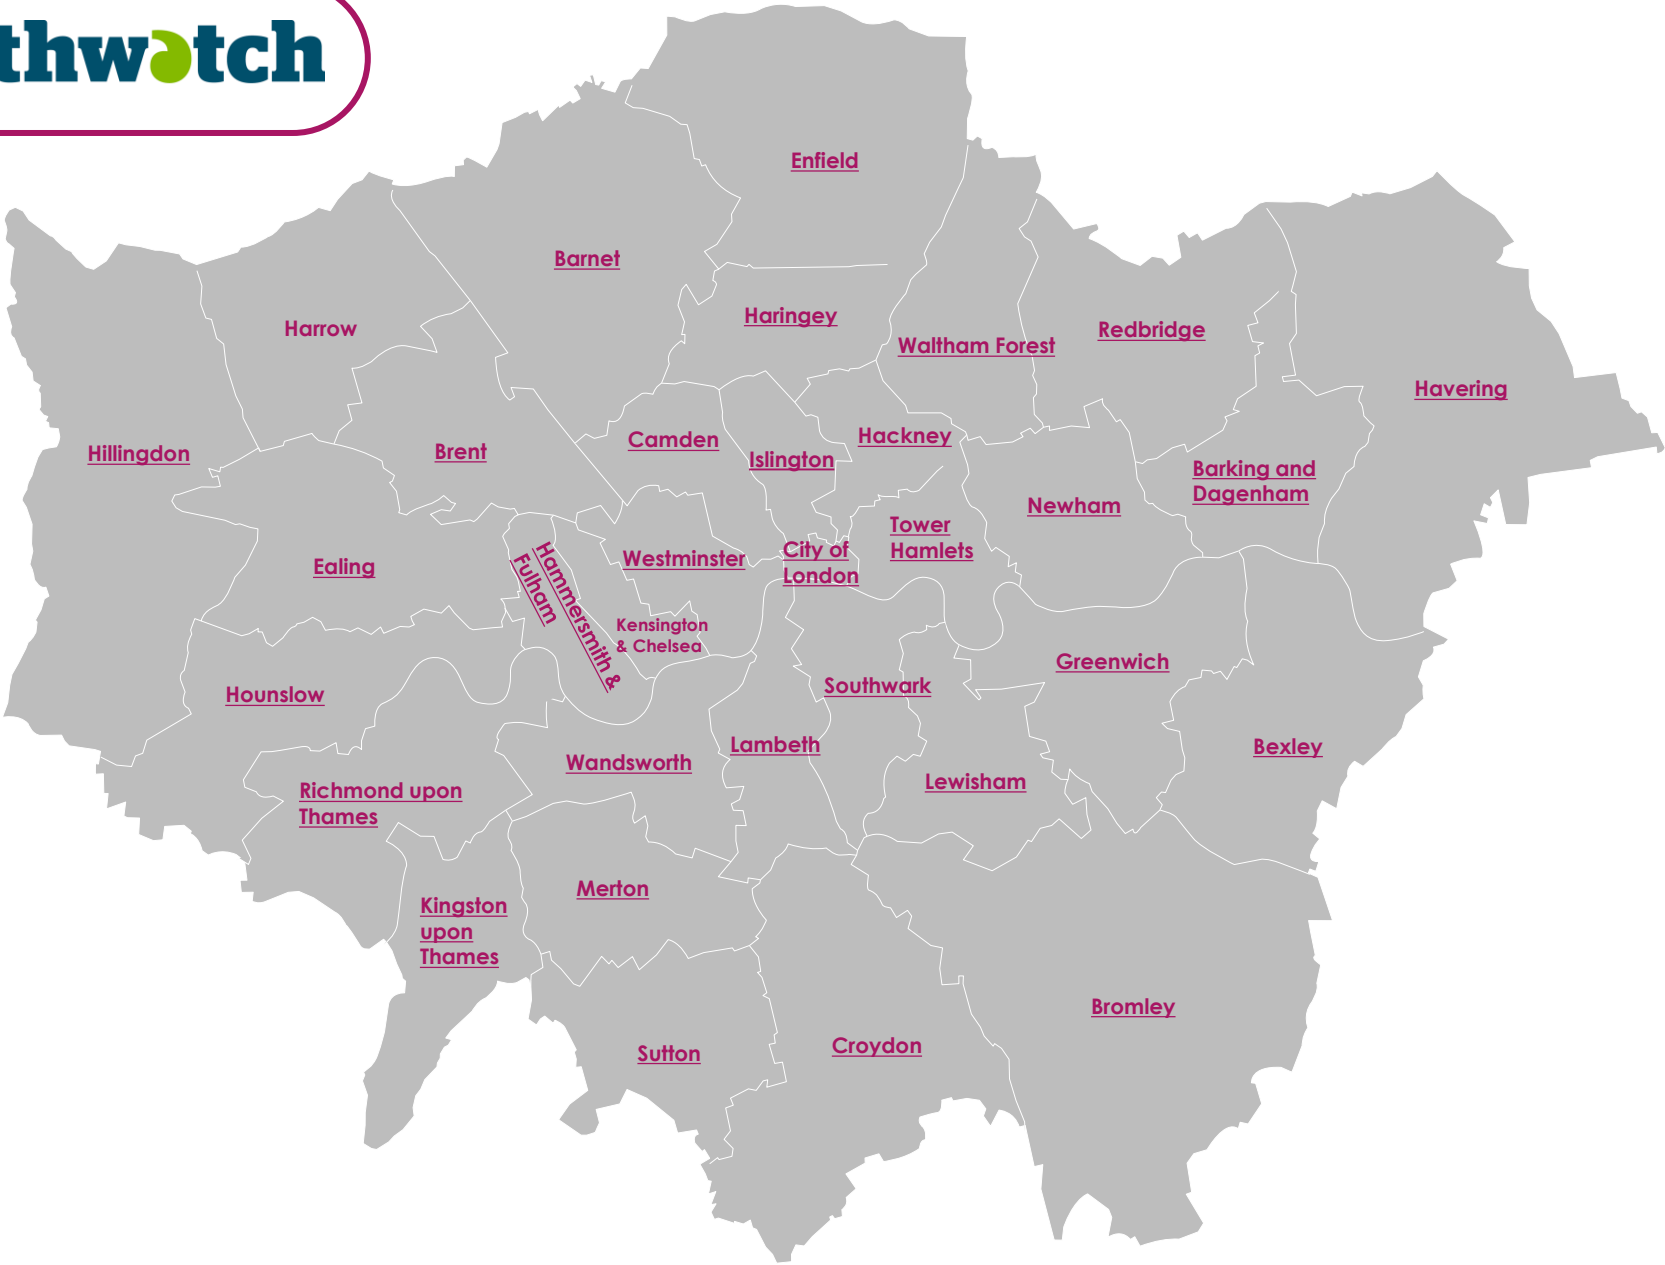 thwatch
Enfield
Barnet
Haringey
Harrow
Waltham Forest
Redbridge
Havering
Hillingdon
Brent
Camden
Islington
Hackney
Barking and
Dagenham
Newham
Tower
Hamlets
City of
London
Westminster
Ealing
Hammersmith &
Fulham
Kensington
& Chelsea
Hounslow
Greenwich
Southwark
Lambeth
Wandsworth
Bexley
Lewisham
Richmond upon
Thames
Merton
Kingston
upon
Thames
Bromley
Sutton
Croydon